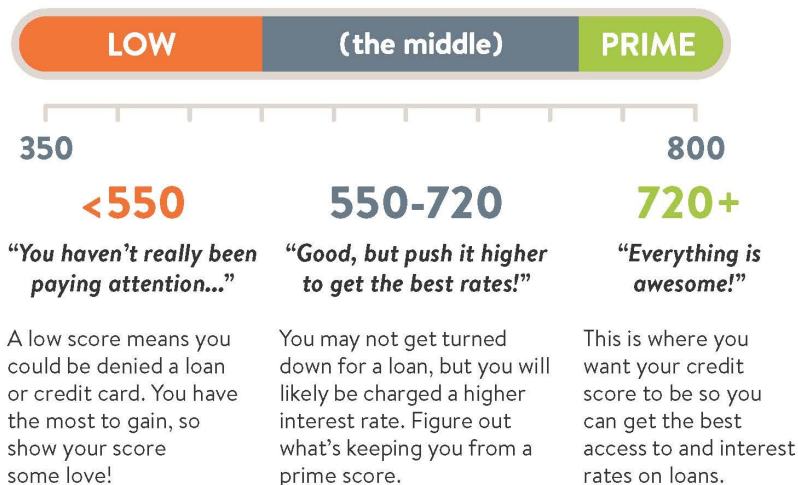 LOW
(the middle)
PRIME
350
800
<550
"You haven't really been
paying attention..."
A low score means you
could be denied a loan
or credit card. You have
the most to gain, so
show your score
some love!
550-720
"Good, but push it higher
to get the best rates!"
You may not get turned
down for a loan, but you will
likely be charged a higher
interest rate. Figure out
what's keeping you from a
prime score.
720+
"Everything is
awesome!"
This is where you
want your credit
score to be so you
can get the best
access to and interest
rates on loans.